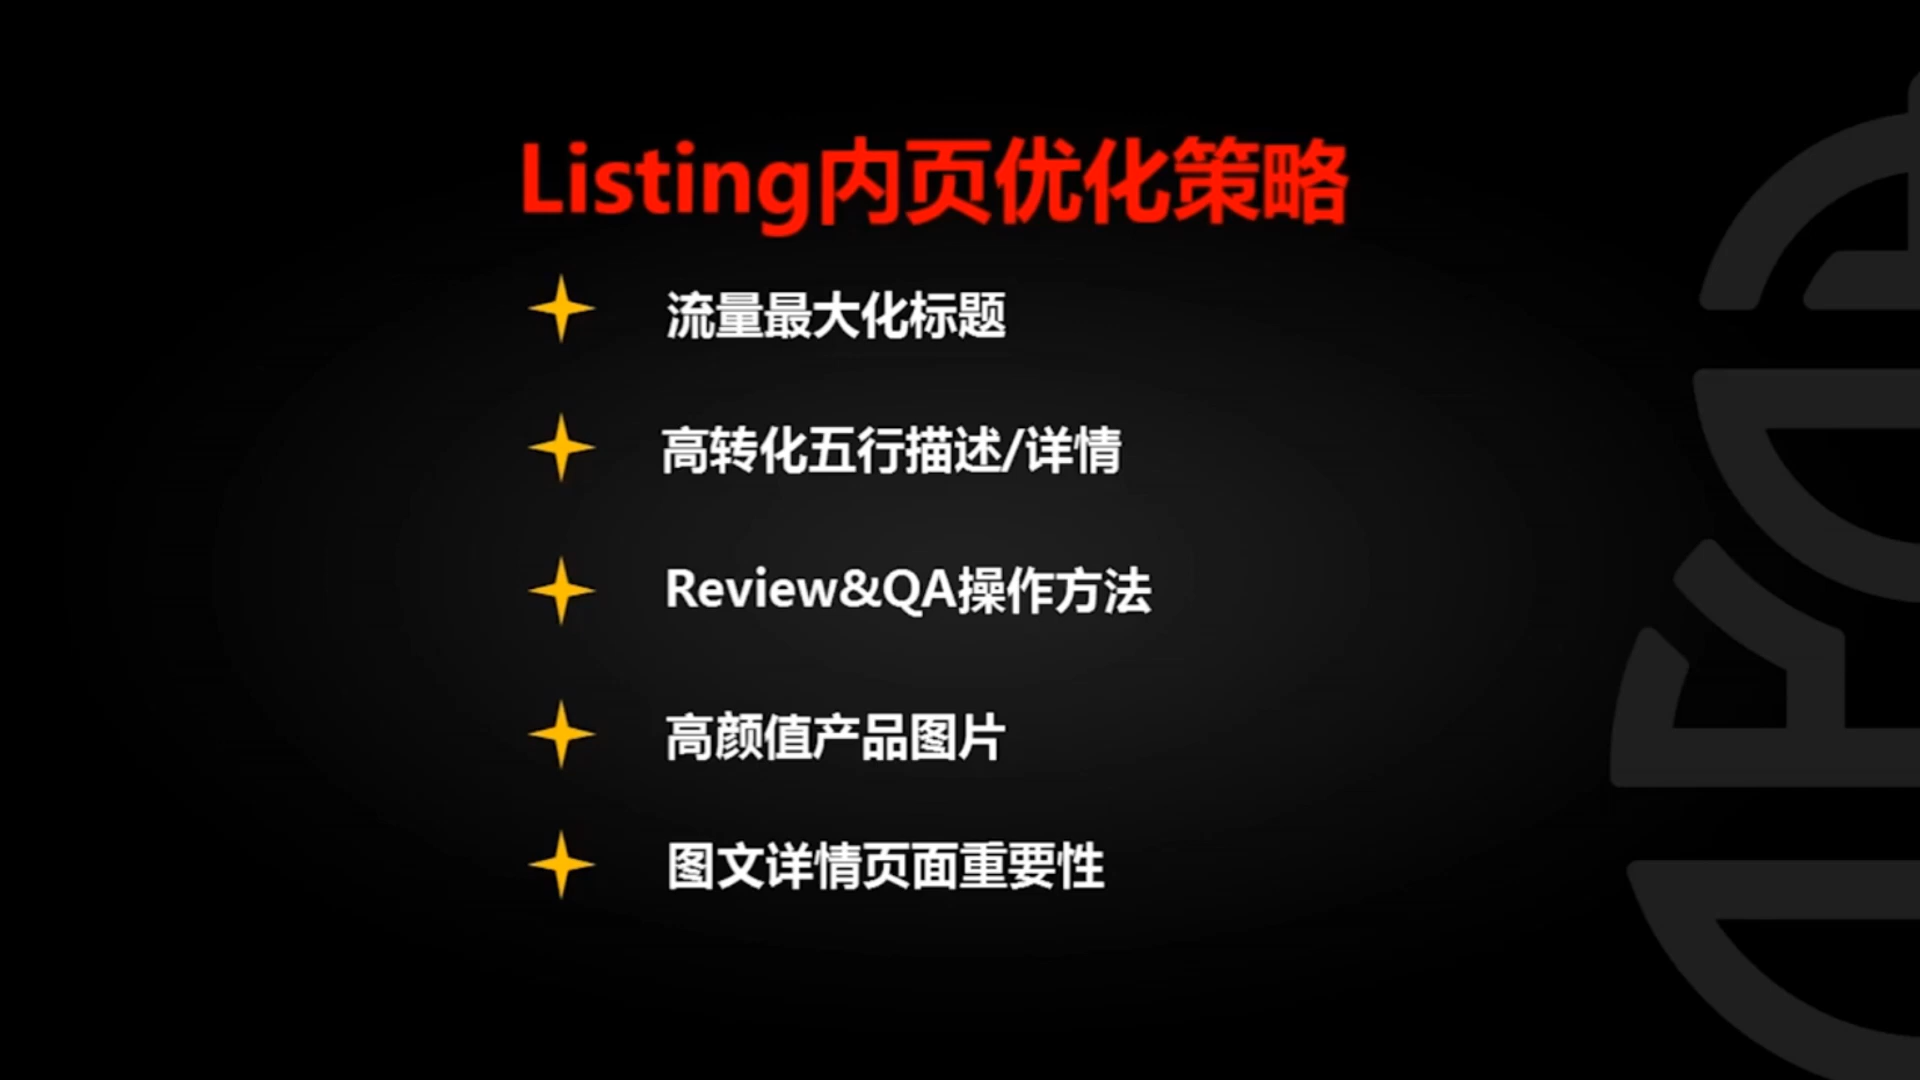 Listing内页优化策略
流量最大化标题
高转化五行描述/详情
Review&QA操作方法
高颜值产品图片
图文详情页面重要性